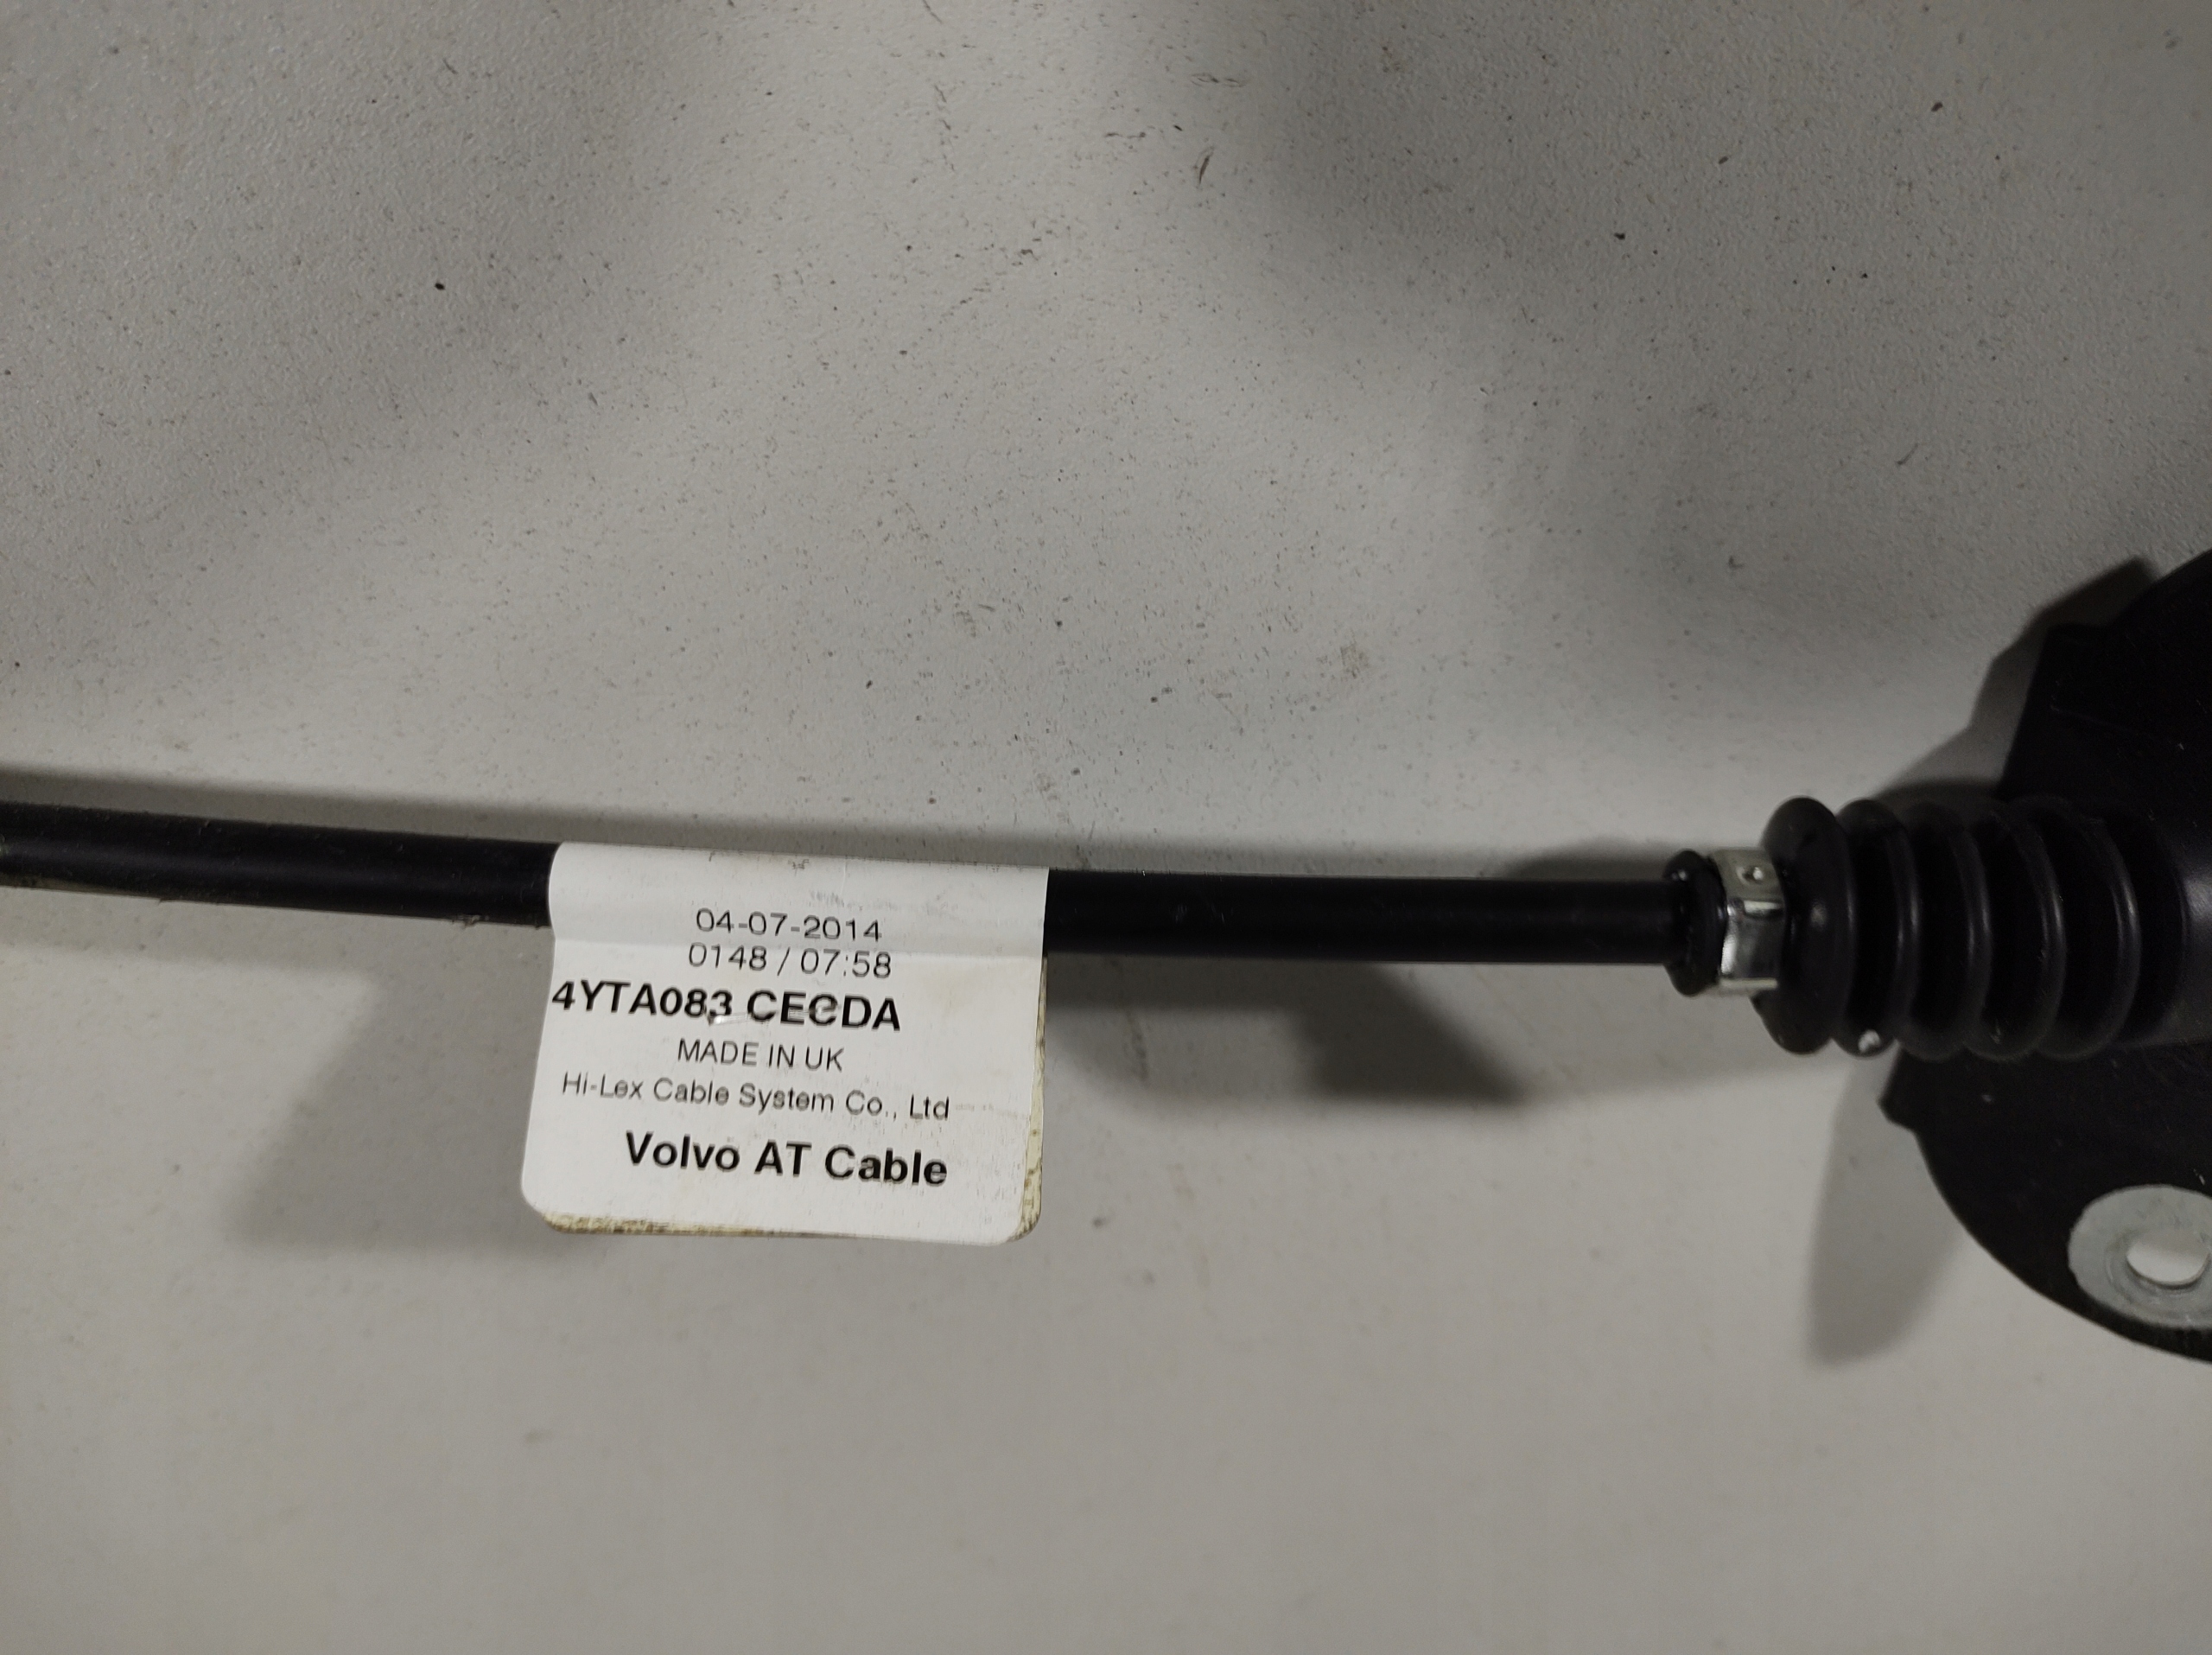 04-07-2014
0148 / 07:58
4YTA083 CECDA
MADE IN UK
Hi-Lex Cable System Co., Ltd
Volvo AT Cable